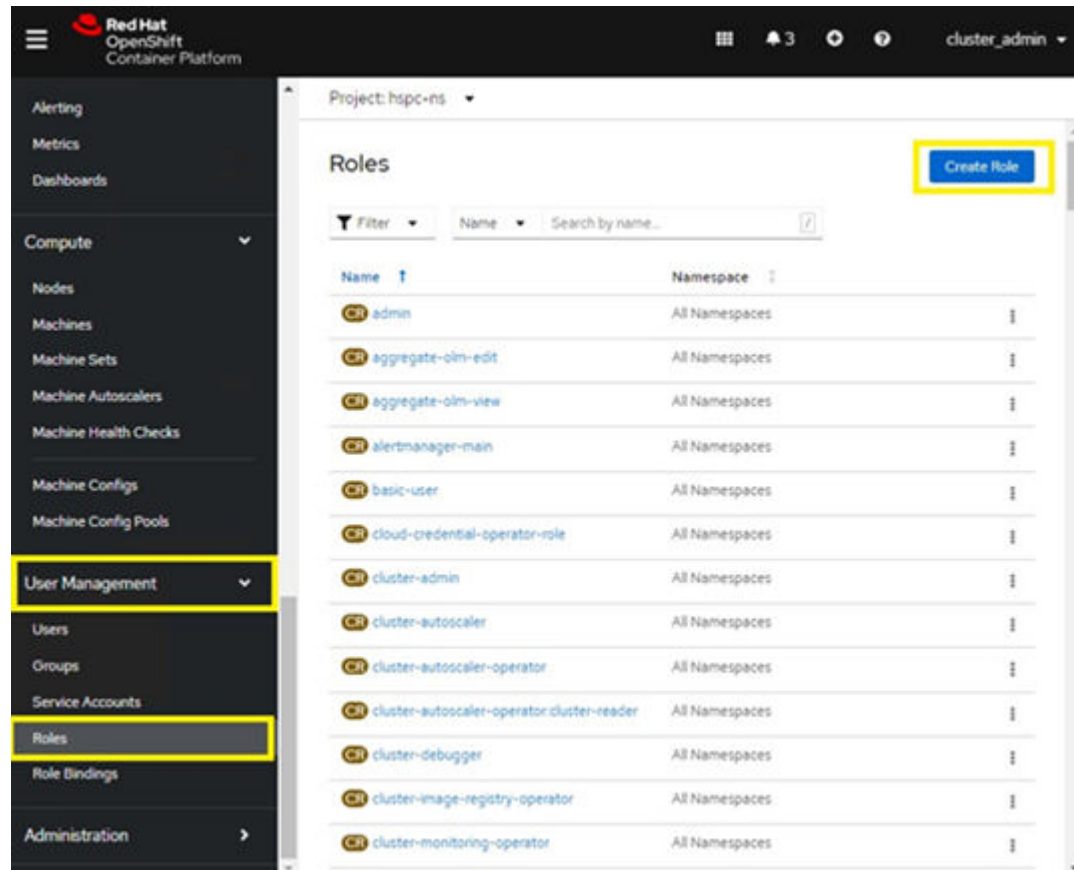 Red Hat
OpenShift
Container Platform
3
cluster_admin
Alerting
Metrics
Dashboards
Compute
Nodes
Machines
Machine Sets
Machine Autoscalers
Machine Health Checks
Machine Configs
Machine Config Pools
User Management
Users
Groups
Service Accounts
Roles
Role Bindings
Administration
Project: hspc-ns
Roles
Create Role
Filter
Name
Search by name...
/
Name Namespace
CR admin All Namespaces
CR aggregate-olm-edit All Namespaces
CR aggregate-olm-view All Namespaces
CR alertmanager-main All Namespaces
CR basic-user All Namespaces
CR cloud-credential-operator-role All Namespaces
CR cluster-admin All Namespaces
CR cluster-autoscaler All Namespaces
CR cluster-autoscaler-operator All Namespaces
CR cluster-autoscaler-operator:cluster-reader All Namespaces
CR cluster-debugger All Namespaces
CR cluster-image-registry-operator All Namespaces
CR cluster-monitoring-operator All Namespaces